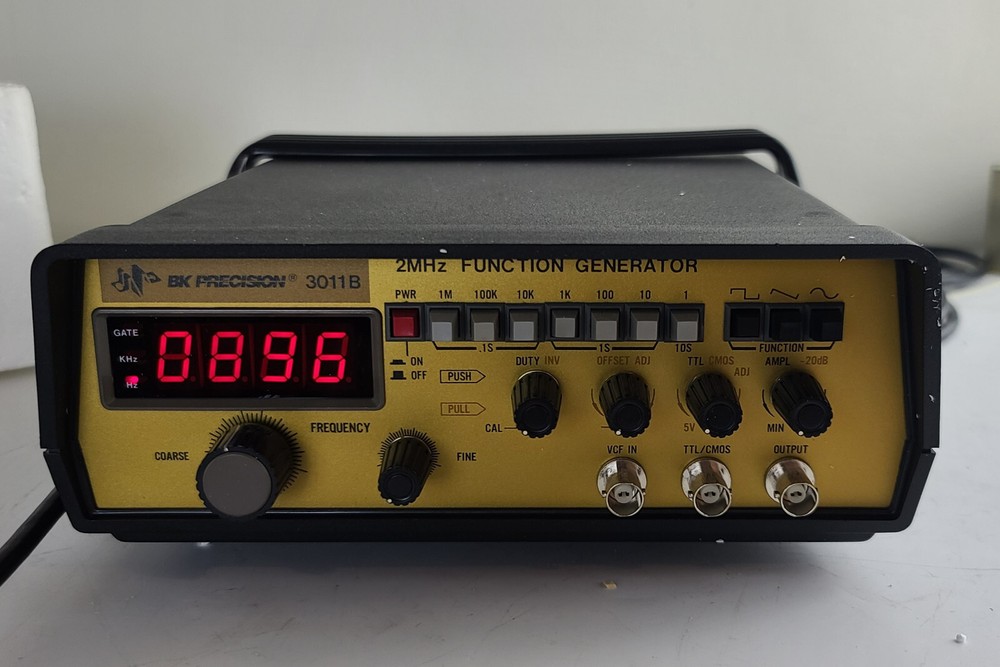 2MHz FUNCTION GENERATOR
BK PRECISION® 3011B
PWR 1M 100K 10K 1K 100 10 1
GATE
KHz
Hz
0896
.1S 1S 10S FUNCTION
ON
OFF
PUSH
PULL
DUTY INV OFFSET ADJ TTL CMOS ADJ AMPL -20dB
CAL 5V MIN
FREQUENCY
COARSE FINE
VCF IN TTL/CMOS OUTPUT